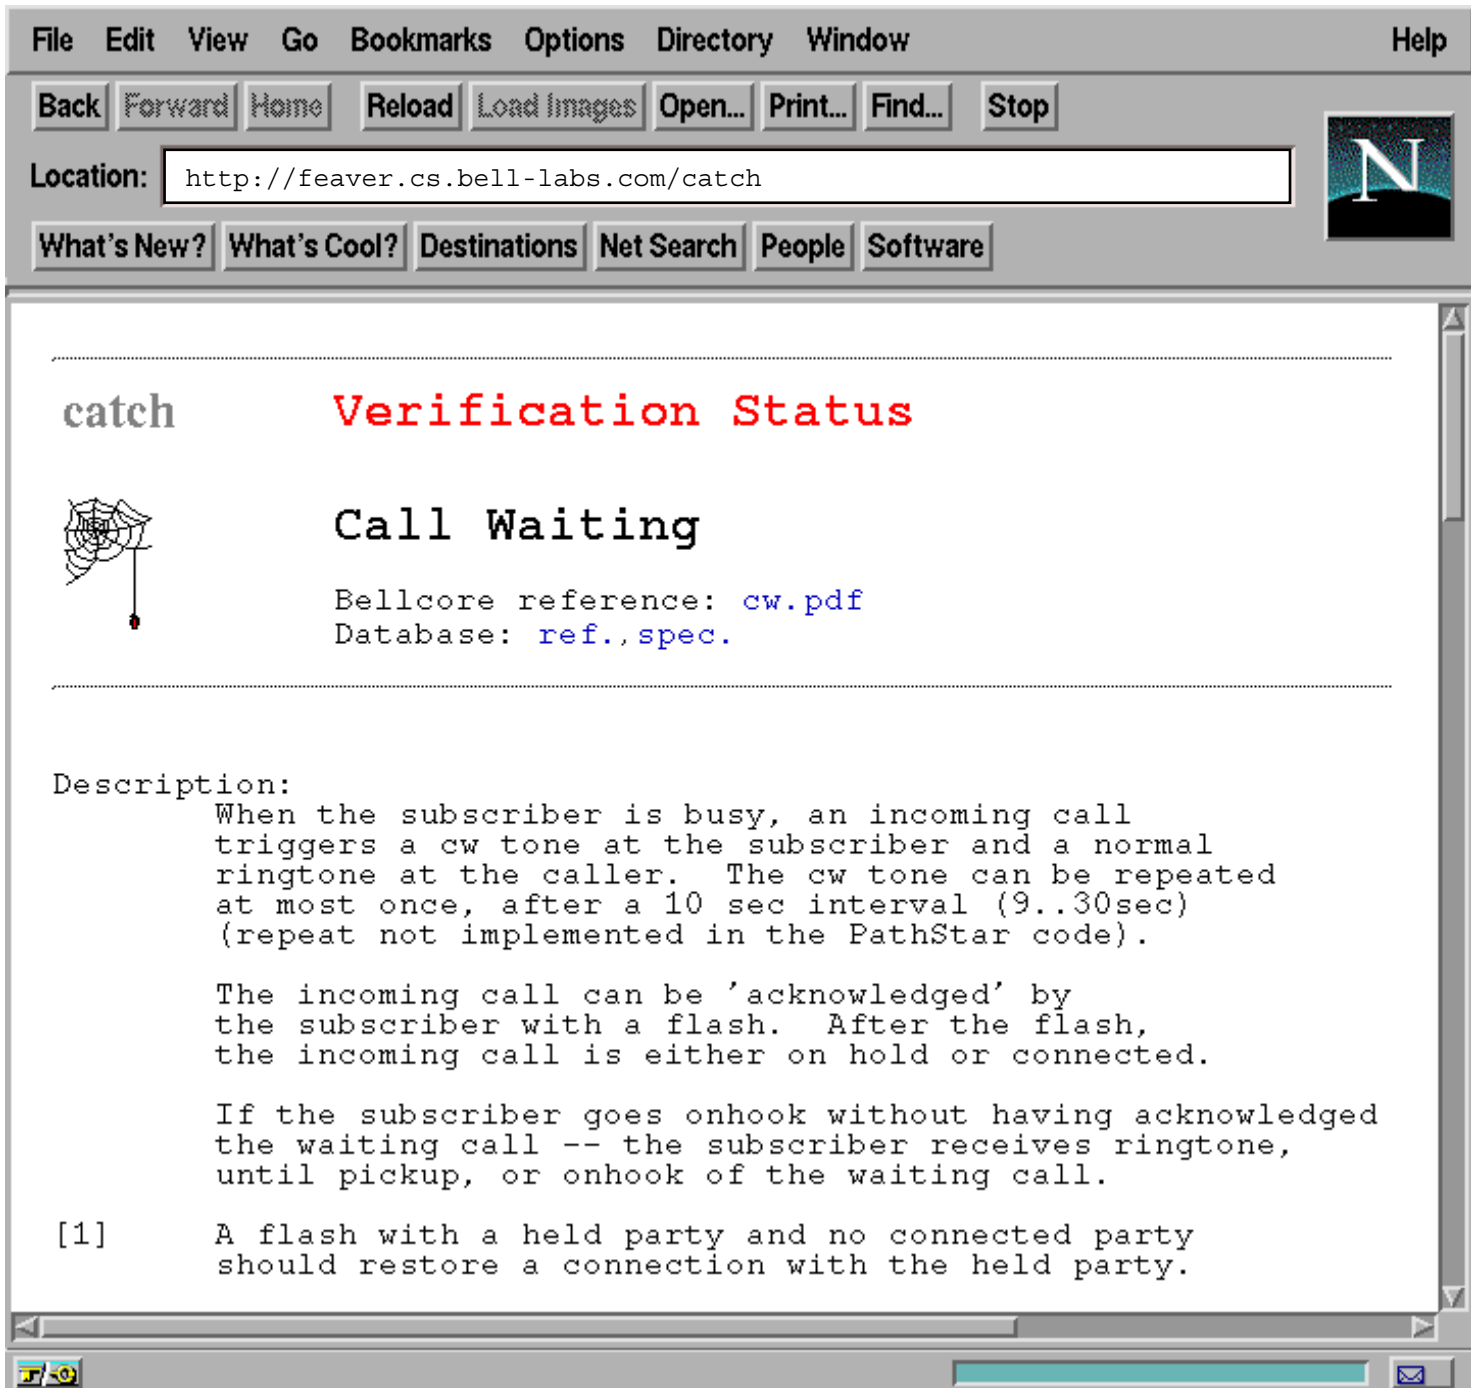 File Edit View Go Bookmarks Options Directory Window Help
Back Forward Home Reload Load Images Open... Print... Find... Stop
Location: http://feaver.cs.bell-labs.com/catch
N
What's New? What's Cool? Destinations Net Search People Software
catch Verification Status
Call Waiting
Bellcore reference: cw.pdf
Database: ref.,spec.
Description:
When the subscriber is busy, an incoming call
triggers a cw tone at the subscriber and a normal
ringtone at the caller. The cw tone can be repeated
at most once, after a 10 sec interval (9..30sec)
(repeat not implemented in the PathStar code).
The incoming call can be 'acknowledged' by
the subscriber with a flash. After the flash,
the incoming call is either on hold or connected.
If the subscriber goes onhook without having acknowledged
the waiting call -- the subscriber receives ringtone,
until pickup, or onhook of the waiting call.
[1] A flash with a held party and no connected party
should restore a connection with the held party.